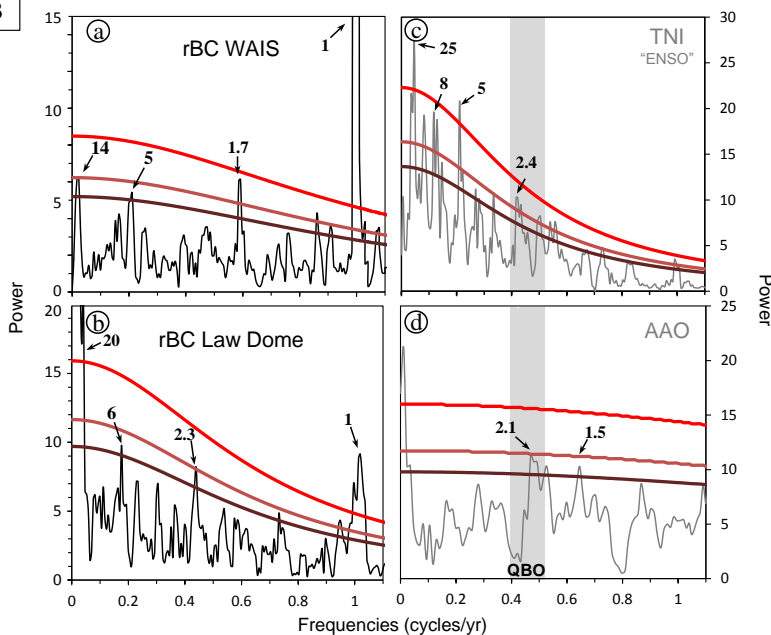 B
a
rBC WAIS
1
14
5
1.7
15
10
5
0
c
TNI
"ENSO"
25
8
5
2.4
30
25
20
15
10
5
0
Power
Power
b
rBC Law Dome
20
6
2.3
1
20
15
10
5
0
0 0.2 0.4 0.6 0.8 1
d
AAO
2.1
1.5
QBO
25
20
15
10
5
0
0 0.2 0.4 0.6 0.8 1
Frequencies (cycles/yr)